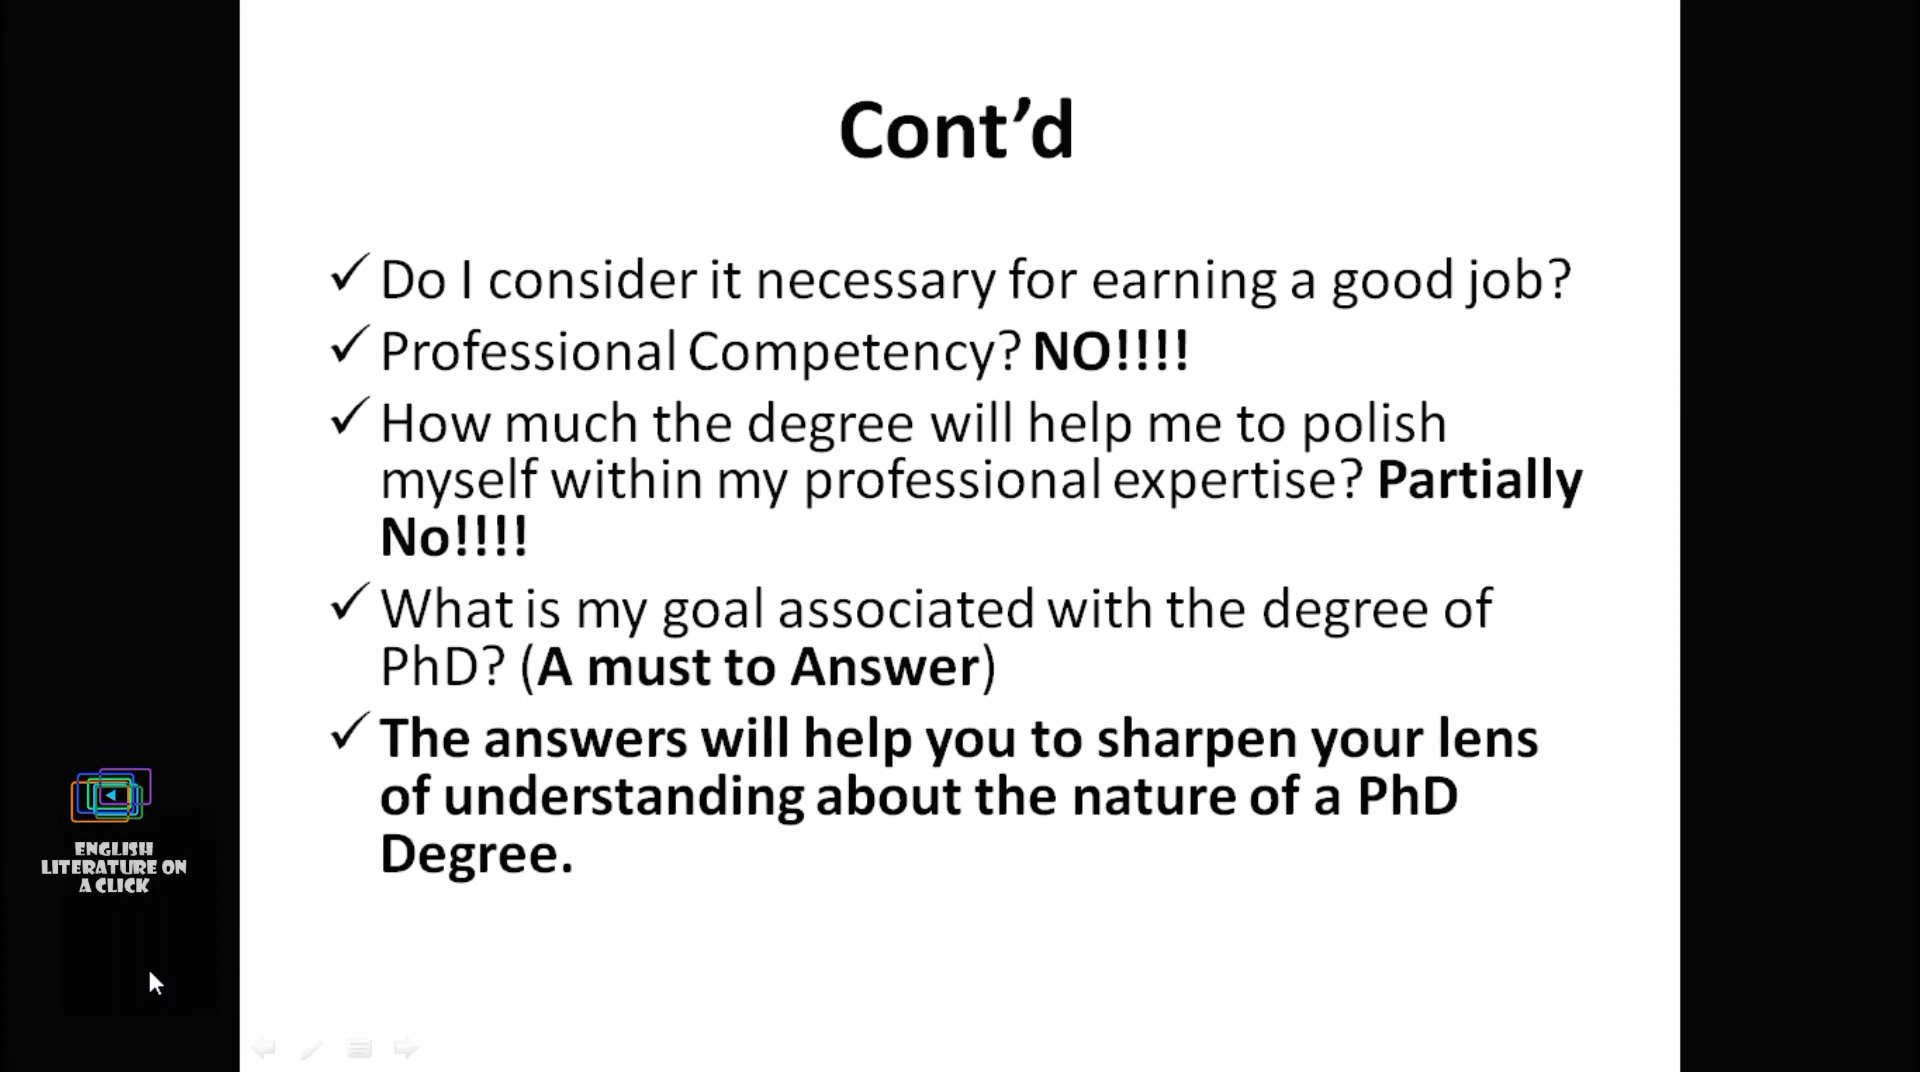 Cont’d
✓ Do I consider it necessary for earning a good job?
✓ Professional Competency? NO!!!!
✓ How much the degree will help me to polish
myself within my professional expertise? Partially
No!!!!
✓ What is my goal associated with the degree of
PhD? (A must to Answer)
✓ The answers will help you to sharpen your lens
of understanding about the nature of a PhD
Degree.
ENGLISH
LITERATURE ON
A CLICK